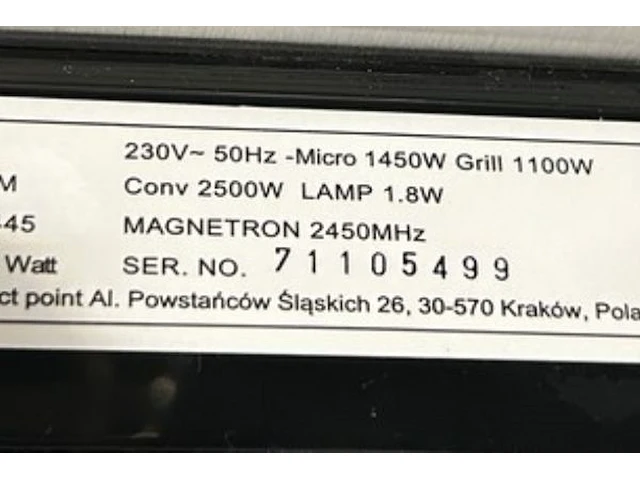 230V~ 50Hz -Micro 1450W Grill 1100W
M Conv 2500W LAMP 1.8W
45 MAGNETRON 2450MHz
Watt SER. NO. 71105499
ct point Al. Powstańców Śląskich 26, 30-570 Kraków, Pola